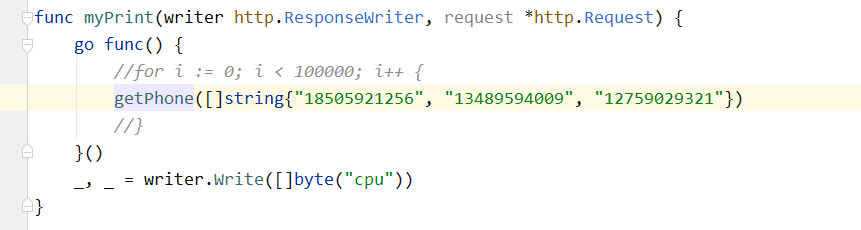 func myPrint(writer http.ResponseWriter, request *http.Request) {
    go func() {
        //for i := 0; i < 100000; i++ {
        getPhone([]string{"18505921256", "13489594009", "12759029321"})
        //}
    }()
    _, _ = writer.Write([]byte("cpu"))
}